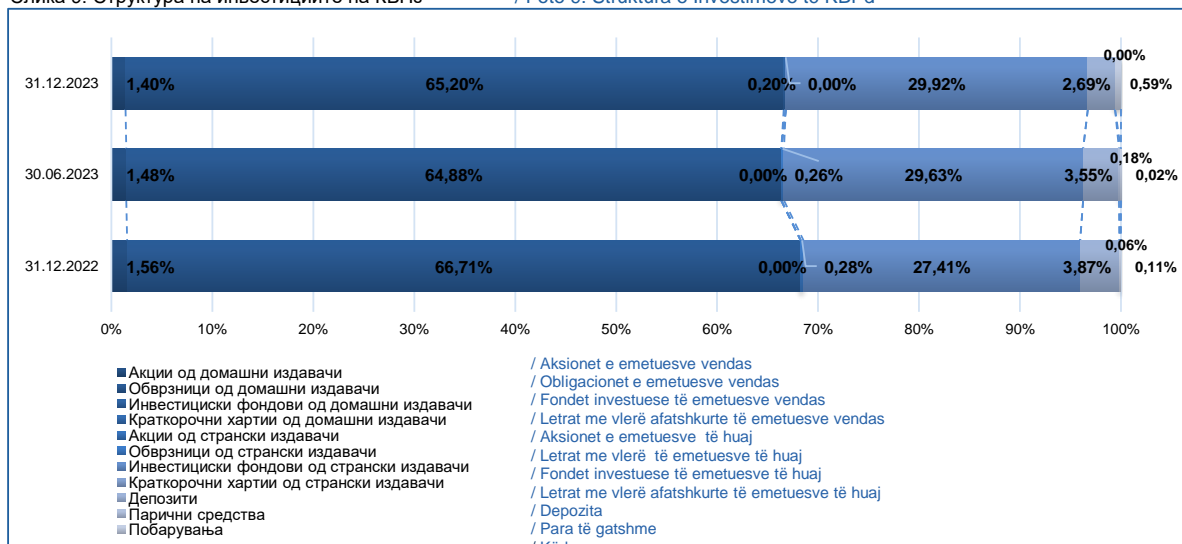 31.12.2023 1,40% 65,20% 0,20% 0,00% 29,92% 2,69% 0,00% 0,59%
30.06.2023 1,48% 64,88% 0,00% 0,26% 29,63% 3,55% 0,18% 0,02%
31.12.2022 1,56% 66,71% 0,00% 0,28% 27,41% 3,87% 0,06% 0,11%
0% 10% 20% 30% 40% 50% 60% 70% 80% 90% 100%
Акции од домашни издавачи / Aksionet e emetuesve vendas
Обврзници од домашни издавачи / Obligacionet e emetuesve vendas
Инвестициски фондови од домашни издавачи / Fondet investuese të emetuesve vendas
Краткорочни хартии од домашни издавачи / Letrat me vlerë afatshkurte të emetuesve vendas
Акции од странски издавачи / Aksionet e emetuesve të huaj
Обврзници од странски издавачи / Letrat me vlerë të emetuesve të huaj
Инвестициски фондови од странски издавачи / Fondet investuese të emetuesve të huaj
Краткорочни хартии од странски издавачи / Letrat me vlerë afatshkurte të emetuesve të huaj
Депозити / Depozita
Парични средства / Para të gatshme
Побарувања